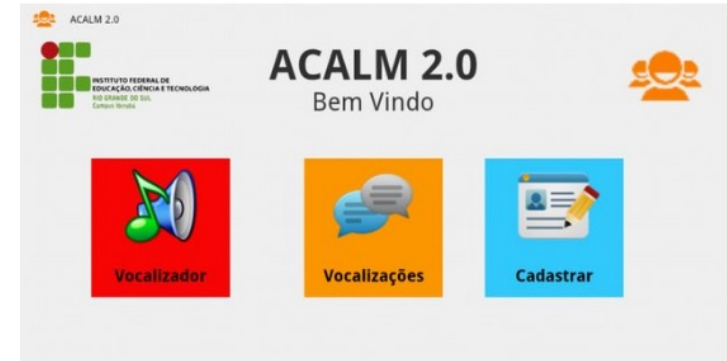 ACALM 2.0
ACALM 2.0
Bem Vindo
INSTITUTO FEDERAL DE
EDUCAÇÃO, CIÊNCIA E TECNOLOGIA
RIO GRANDE DO SUL
Vocalizador
Vocalizações
Cadastrar